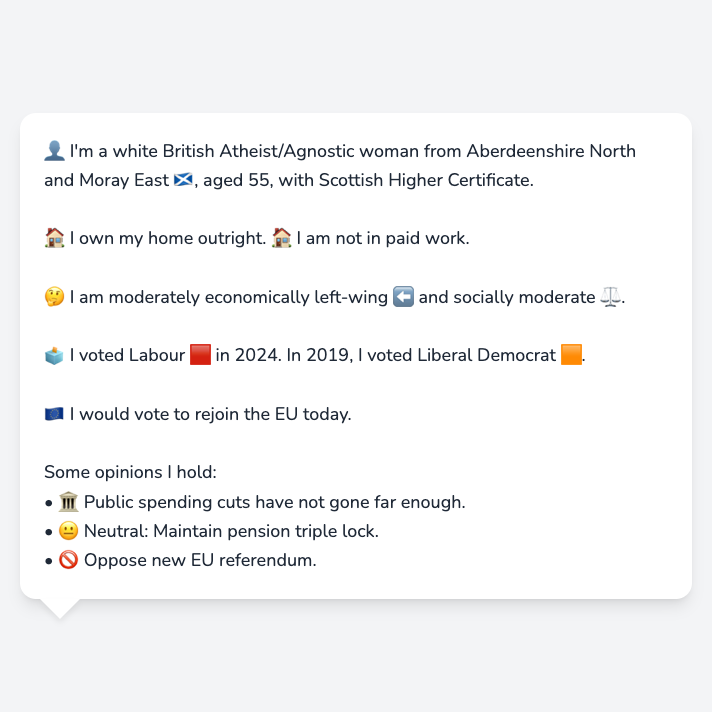 👤 I'm a white British Atheist/Agnostic woman from Aberdeenshire North
and Moray East 🏴󠁧󠁢󠁳󠁣󠁴󠁿, aged 55, with Scottish Higher Certificate.
🏠 I own my home outright. 🏠 I am not in paid work.
🤔 I am moderately economically left-wing ⬅️ and socially moderate ⚖️.
🗳️ I voted Labour 🟥 in 2024. In 2019, I voted Liberal Democrat 🟧.
🇪🇺 I would vote to rejoin the EU today.
Some opinions I hold:
• 🏛️ Public spending cuts have not gone far enough.
• 😐 Neutral: Maintain pension triple lock.
• 🚫 Oppose new EU referendum.